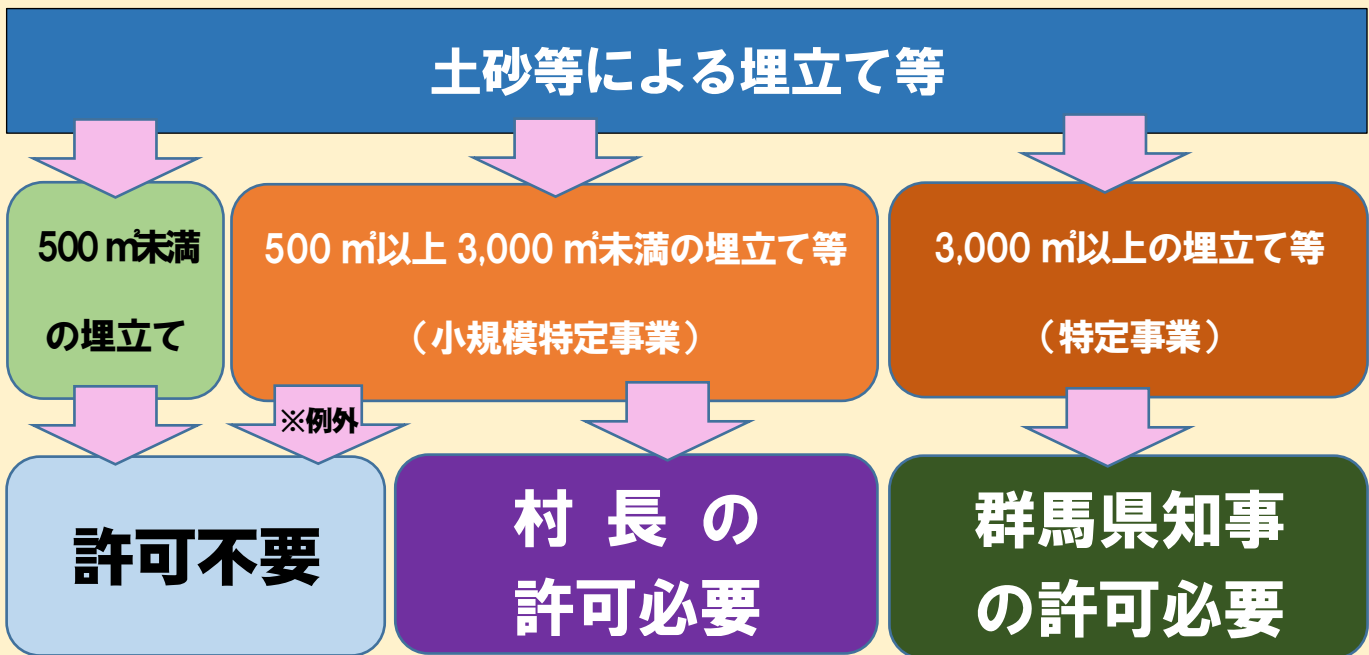 土砂等による埋立て等
500㎡未満
の埋立て
500㎡以上3,000㎡未満の埋立て等
（小規模特定事業）
3,000㎡以上の埋立て等
（特定事業）
※例外
許可不要
村長の
許可必要
群馬県知事
の許可必要